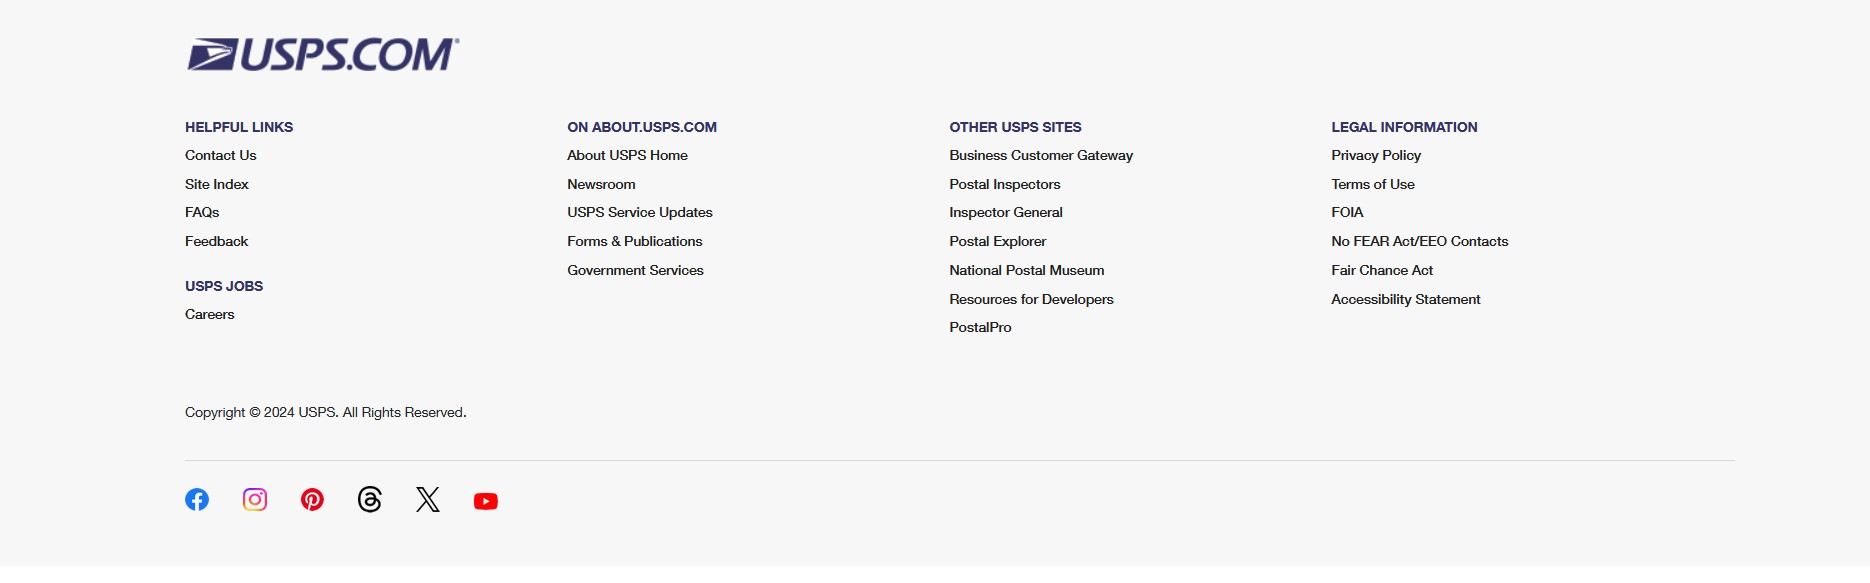 USPS.COM®
HELPFUL LINKS
Contact Us
Site Index
FAQs
Feedback
USPS JOBS
Careers
ON ABOUT.USPS.COM
About USPS Home
Newsroom
USPS Service Updates
Forms & Publications
Government Services
OTHER USPS SITES
Business Customer Gateway
Postal Inspectors
Inspector General
Postal Explorer
National Postal Museum
Resources for Developers
PostalPro
LEGAL INFORMATION
Privacy Policy
Terms of Use
FOIA
No FEAR Act/EEO Contacts
Fair Chance Act
Accessibility Statement
Copyright © 2024 USPS. All Rights Reserved.